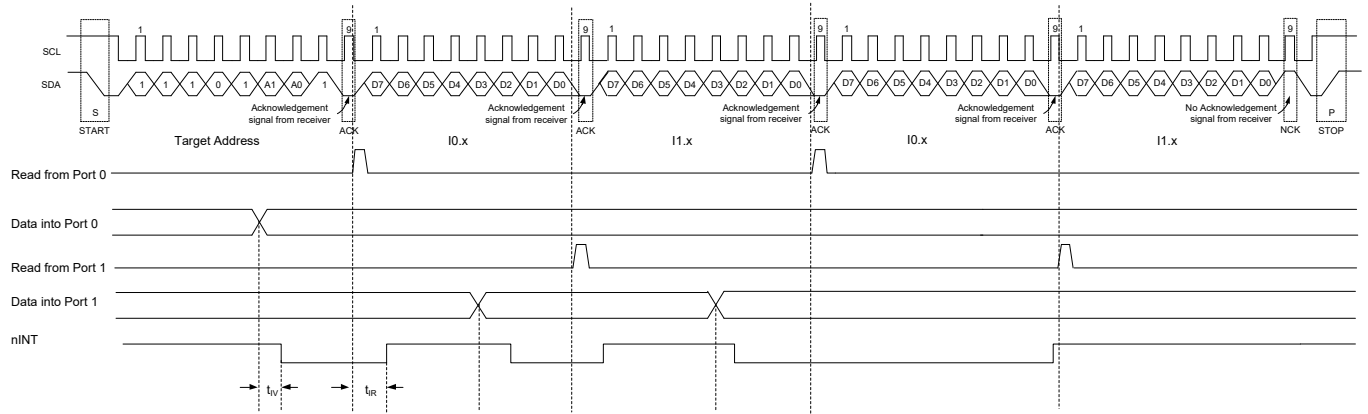 1 9 1 9 1 9 1 9 1 9
SCL
SDA
1 1 1 0 1 A1 A0 1 D7 D6 D5 D4 D3 D2 D1 D0 D7 D6 D5 D4 D3 D2 D1 D0 D7 D6 D5 D4 D3 D2 D1 D0 D7 D6 D5 D4 D3 D2 D1 D0
S
START
Acknowledgement
signal from receiver
ACK
Acknowledgement
signal from receiver
ACK
Acknowledgement
signal from receiver
ACK
Acknowledgement
signal from receiver
ACK
No Acknowledgement
signal from receiver
NCK
P
STOP
Target Address I0.x I1.x I0.x I1.x
Read from Port 0
Data into Port 0
Read from Port 1
Data into Port 1
nINT
tIV tIR